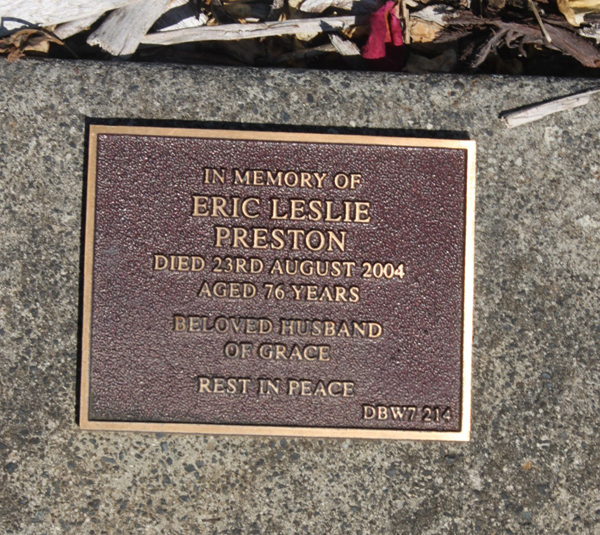 IN MEMORY OF
ERIC LESLIE
PRESTON
DIED 23RD AUGUST 2004
AGED 76 YEARS
BELOVED HUSBAND
OF GRACE
REST IN PEACE
DBW7 214